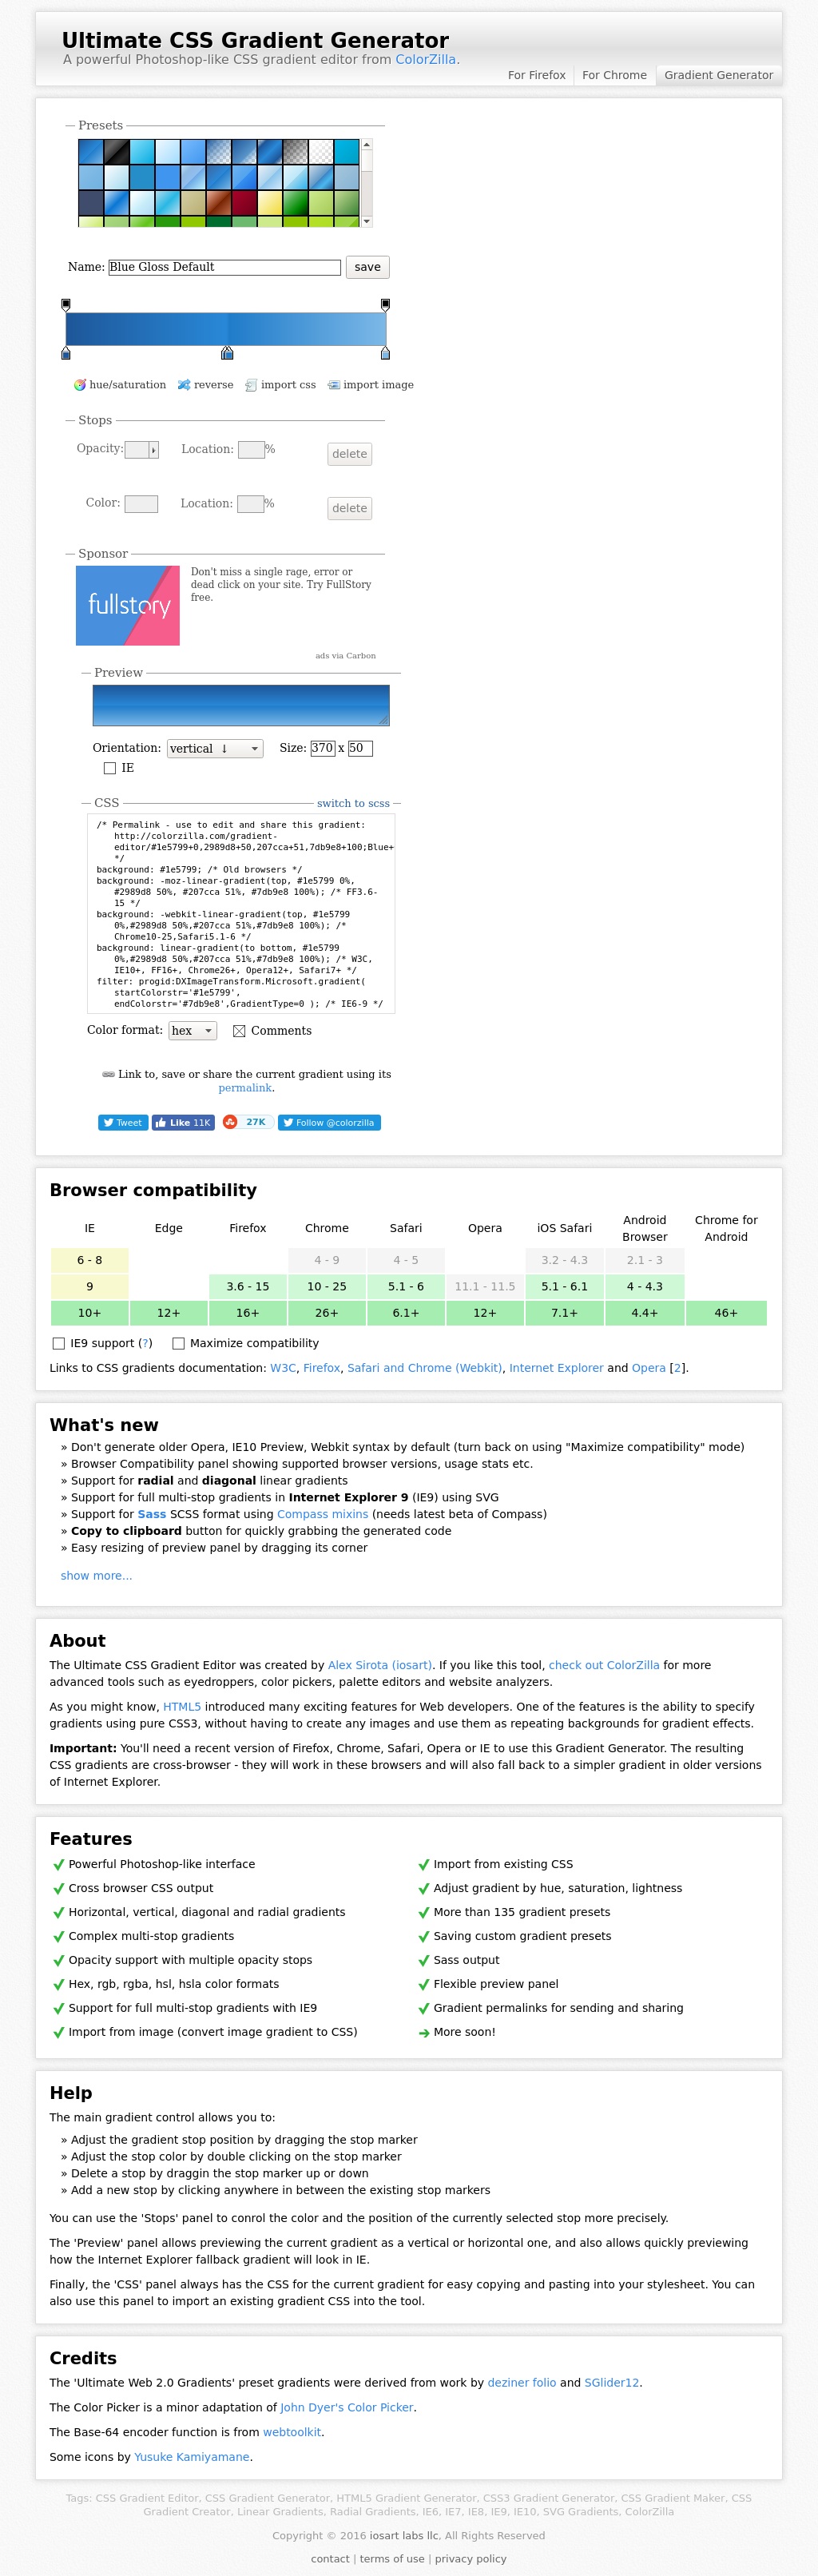 Ultimate CSS Gradient Generator
A powerful Photoshop-like CSS gradient editor from ColorZilla.
For Firefox For Chrome Gradient Generator
Presets
Name: Blue Gloss Default save
hue/saturation reverse import css import image
Stops
Opacity: Location: % delete
Color: Location: % delete
Sponsor
fullstory
Don't miss a single rage, error or
dead click on your site. Try FullStory
free.
ads via Carbon
Preview
Orientation: vertical ↓ Size: 370 x 50
IE
CSS switch to scss
/* Permalink - use to edit and share this gradient:
http://colorzilla.com/gradient-
editor/#1e5799+0,2989d8+50,207cca+51,7db9e8+100;Blue+
*/
background: #1e5799; /* Old browsers */
background: -moz-linear-gradient(top, #1e5799 0%,
#2989d8 50%, #207cca 51%, #7db9e8 100%); /* FF3.6-
15 */
background: -webkit-linear-gradient(top, #1e5799
0%,#2989d8 50%,#207cca 51%,#7db9e8 100%); /*
Chrome10-25,Safari5.1-6 */
background: linear-gradient(to bottom, #1e5799
0%,#2989d8 50%,#207cca 51%,#7db9e8 100%); /* W3C,
IE10+, FF16+, Chrome26+, Opera12+, Safari7+ */
filter: progid:DXImageTransform.Microsoft.gradient(
startColorstr='#1e5799',
endColorstr='#7db9e8',GradientType=0 ); /* IE6-9 */
Color format: hex Comments
Link to, save or share the current gradient using its
permalink.
Tweet Like 11K 27K Follow @colorzilla
Browser compatibility
IE Edge Firefox Chrome Safari Opera iOS Safari Android Browser Chrome for Android
6 - 8 4 - 9 4 - 5 3.2 - 4.3 2.1 - 3
9 3.6 - 15 10 - 25 5.1 - 6 11.1 - 11.5 5.1 - 6.1 4 - 4.3
10+ 12+ 16+ 26+ 6.1+ 12+ 7.1+ 4.4+ 46+
IE9 support (?) Maximize compatibility
Links to CSS gradients documentation: W3C, Firefox, Safari and Chrome (Webkit), Internet Explorer and Opera [2].
What's new
» Don't generate older Opera, IE10 Preview, Webkit syntax by default (turn back on using "Maximize compatibility" mode)
» Browser Compatibility panel showing supported browser versions, usage stats etc.
» Support for radial and diagonal linear gradients
» Support for full multi-stop gradients in Internet Explorer 9 (IE9) using SVG
» Support for Sass SCSS format using Compass mixins (needs latest beta of Compass)
» Copy to clipboard button for quickly grabbing the generated code
» Easy resizing of preview panel by dragging its corner
show more...
About
The Ultimate CSS Gradient Editor was created by Alex Sirota (iosart). If you like this tool, check out ColorZilla for more
advanced tools such as eyedroppers, color pickers, palette editors and website analyzers.
As you might know, HTML5 introduced many exciting features for Web developers. One of the features is the ability to specify
gradients using pure CSS3, without having to create any images and use them as repeating backgrounds for gradient effects.
Important: You'll need a recent version of Firefox, Chrome, Safari, Opera or IE to use this Gradient Generator. The resulting
CSS gradients are cross-browser - they will work in these browsers and will also fall back to a simpler gradient in older versions
of Internet Explorer.
Features
Powerful Photoshop-like interface
Cross browser CSS output
Horizontal, vertical, diagonal and radial gradients
Complex multi-stop gradients
Opacity support with multiple opacity stops
Hex, rgb, rgba, hsl, hsla color formats
Support for full multi-stop gradients with IE9
Import from image (convert image gradient to CSS)
Import from existing CSS
Adjust gradient by hue, saturation, lightness
More than 135 gradient presets
Saving custom gradient presets
Sass output
Flexible preview panel
Gradient permalinks for sending and sharing
More soon!
Help
The main gradient control allows you to:
» Adjust the gradient stop position by dragging the stop marker
» Adjust the stop color by double clicking on the stop marker
» Delete a stop by draggin the stop marker up or down
» Add a new stop by clicking anywhere in between the existing stop markers
You can use the 'Stops' panel to conrol the color and the position of the currently selected stop more precisely.
The 'Preview' panel allows previewing the current gradient as a vertical or horizontal one, and also allows quickly previewing
how the Internet Explorer fallback gradient will look in IE.
Finally, the 'CSS' panel always has the CSS for the current gradient for easy copying and pasting into your stylesheet. You can
also use this panel to import an existing gradient CSS into the tool.
Credits
The 'Ultimate Web 2.0 Gradients' preset gradients were derived from work by deziner folio and SGlider12.
The Color Picker is a minor adaptation of John Dyer's Color Picker.
The Base-64 encoder function is from webtoolkit.
Some icons by Yusuke Kamiyamane.
Tags: CSS Gradient Editor, CSS Gradient Generator, HTML5 Gradient Generator, CSS3 Gradient Generator, CSS Gradient Maker, CSS
Gradient Creator, Linear Gradients, Radial Gradients, IE6, IE7, IE8, IE9, IE10, SVG Gradients, ColorZilla
Copyright © 2016 iosart labs llc, All Rights Reserved
contact | terms of use | privacy policy